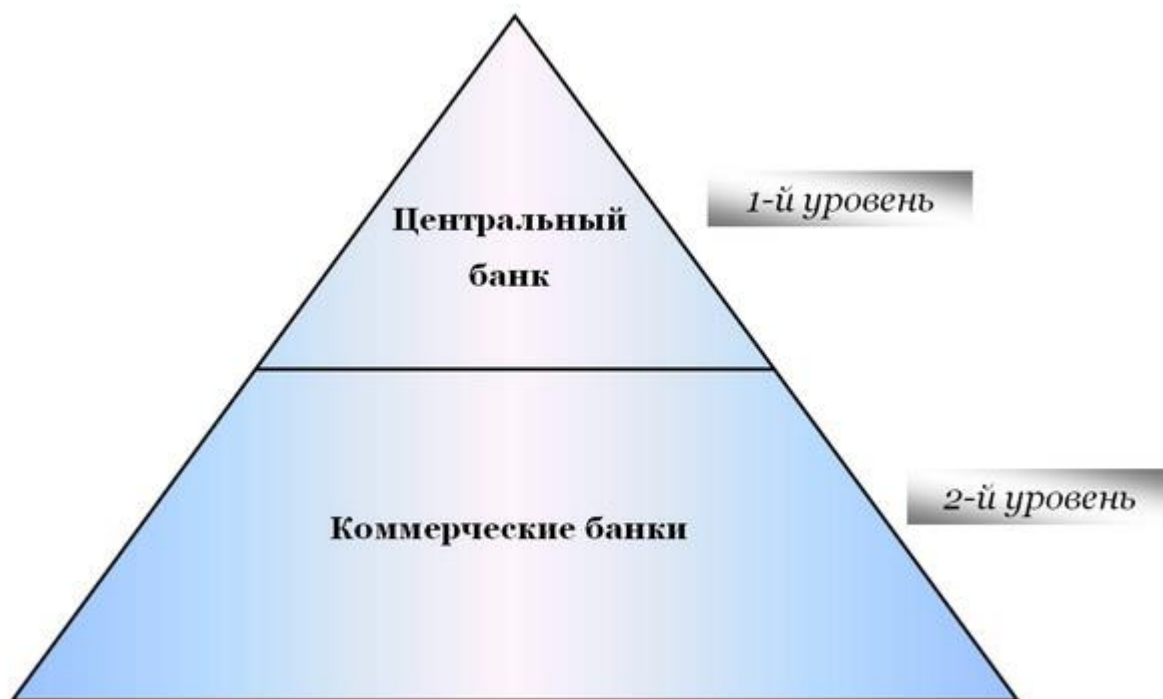 Центральный
банк
1-й уровень
Коммерческие банки
2-й уровень